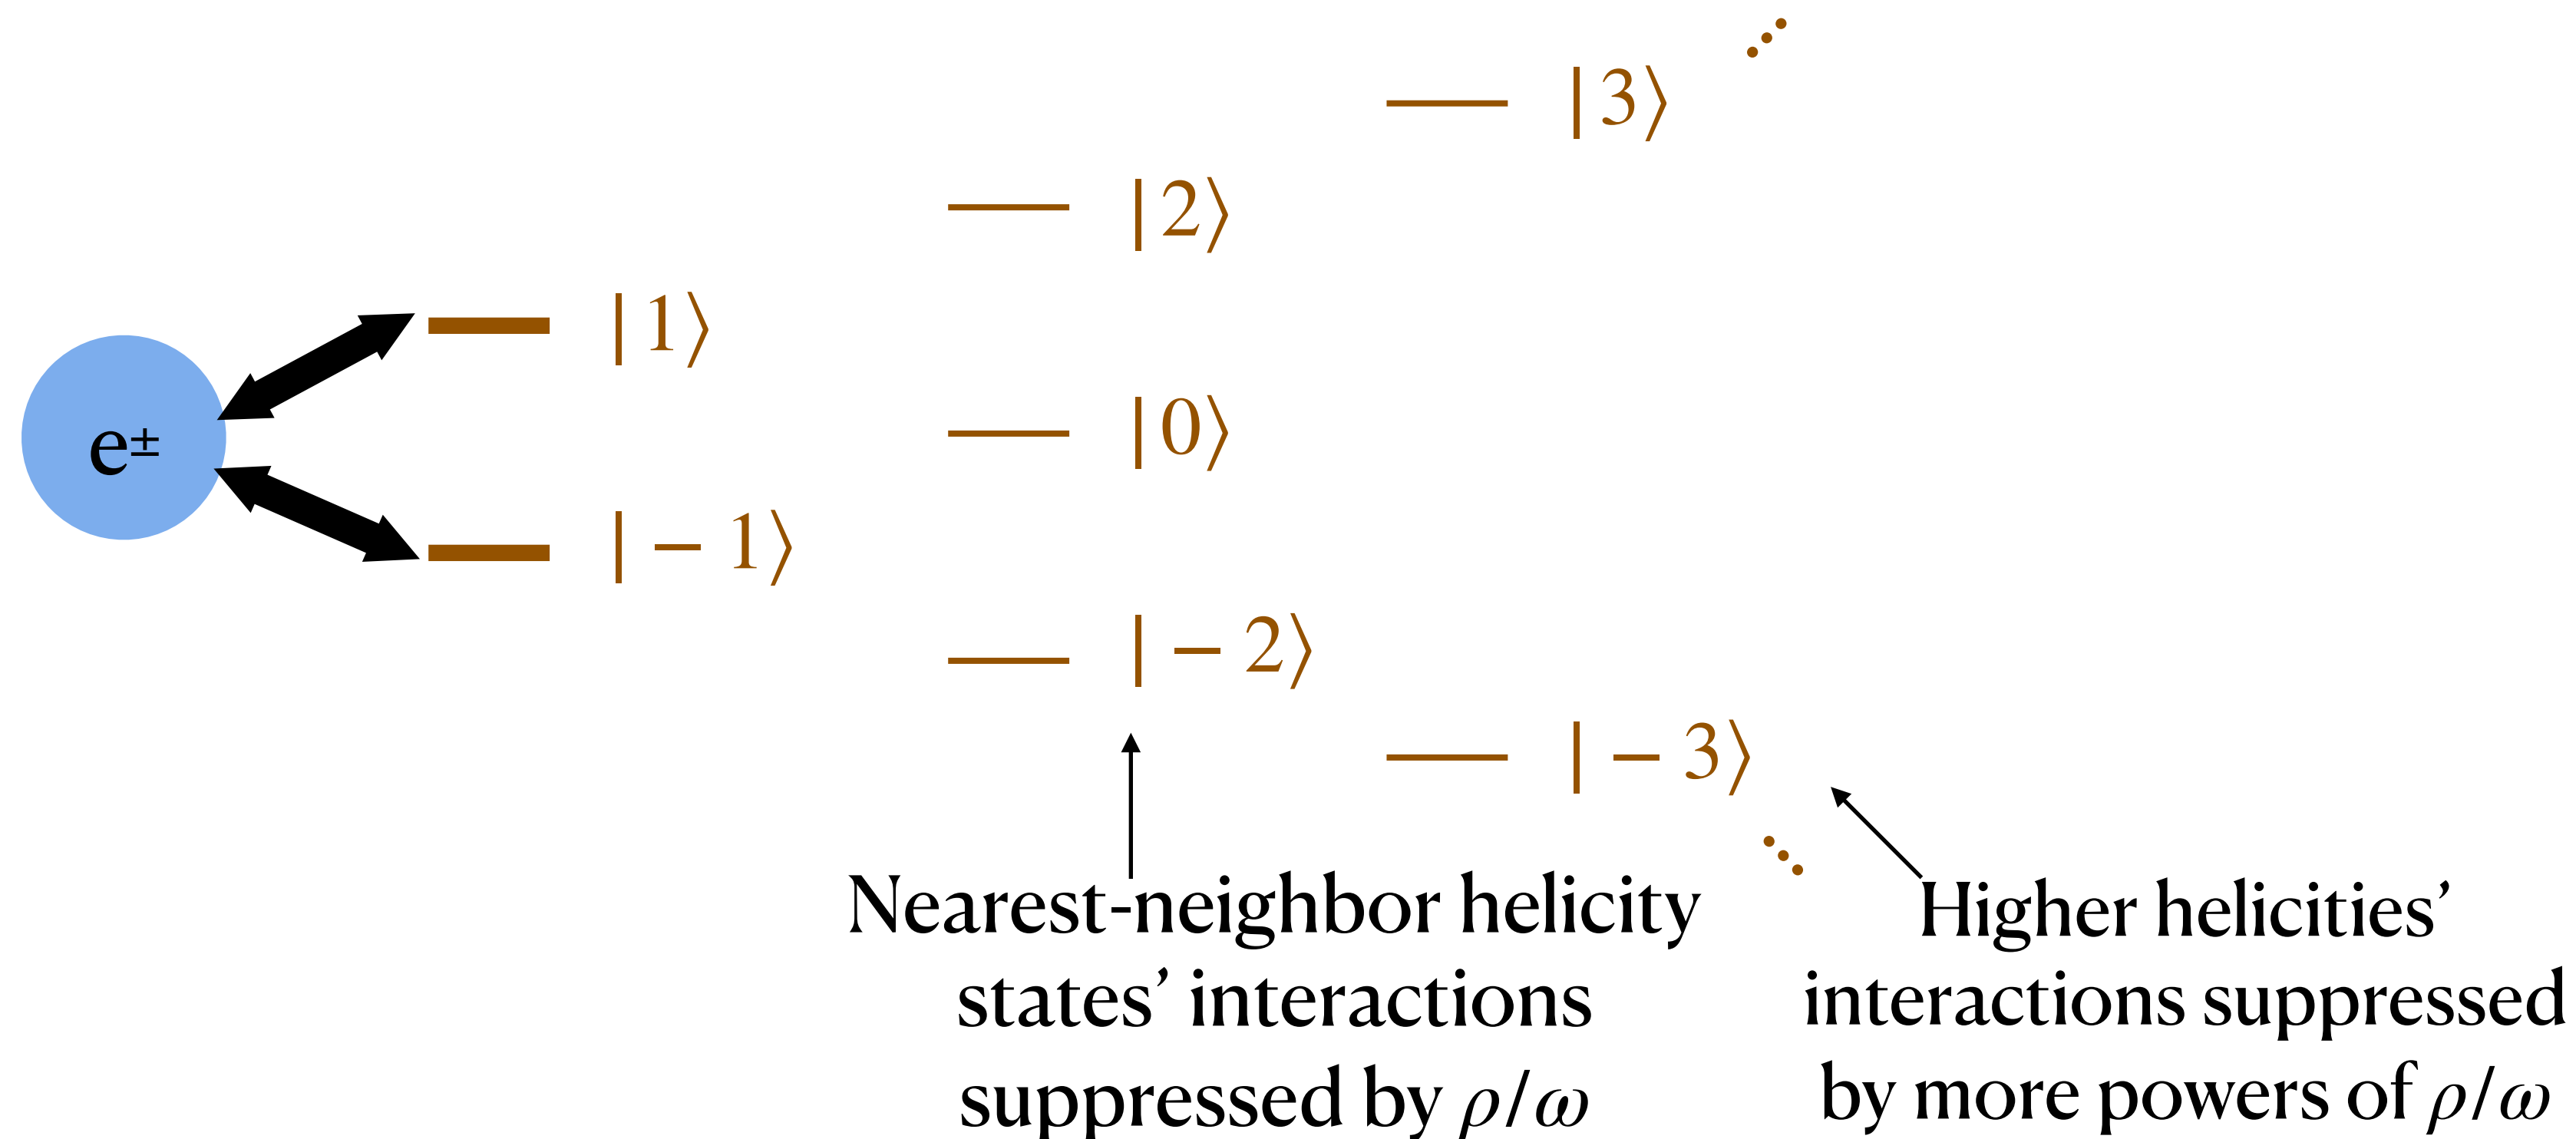 |3⟩
|2⟩
|1⟩
e±
|0⟩
|−1⟩
|−2⟩
|−3⟩
Nearest-neighbor helicity
states’ interactions
suppressed by ρ/ω
Higher helicities’
interactions suppressed
by more powers of ρ/ω